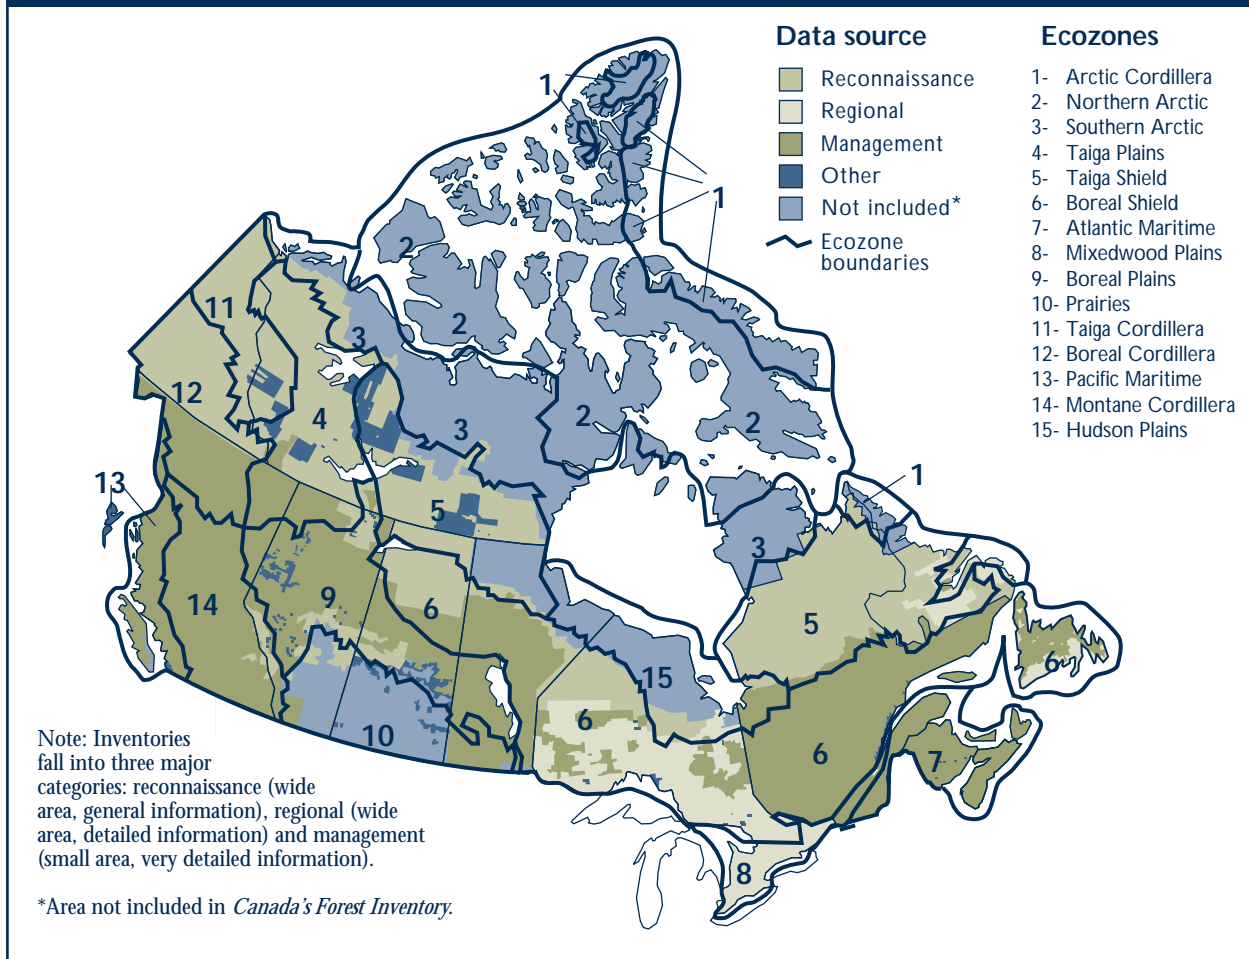 Data source
Reconnaissance
Regional
Management
Other
Not included*
Ecozone
boundaries
Ecozones
1- Arctic Cordillera
2- Northern Arctic
3- Southern Arctic
4- Taiga Plains
5- Taiga Shield
6- Boreal Shield
7- Atlantic Maritime
8- Mixedwood Plains
9- Boreal Plains
10- Prairies
11- Taiga Cordillera
12- Boreal Cordillera
13- Pacific Maritime
14- Montane Cordillera
15- Hudson Plains
1
1
2
11
3
2
12
4
3
2
2
13
1
5
3
14
9
6
5
15
6
6
10
6
7
8
Note: Inventories
fall into three major
categories: reconnaissance (wide
area, general information), regional (wide
area, detailed information) and management
(small area, very detailed information).
*Area not included in Canada's Forest Inventory.